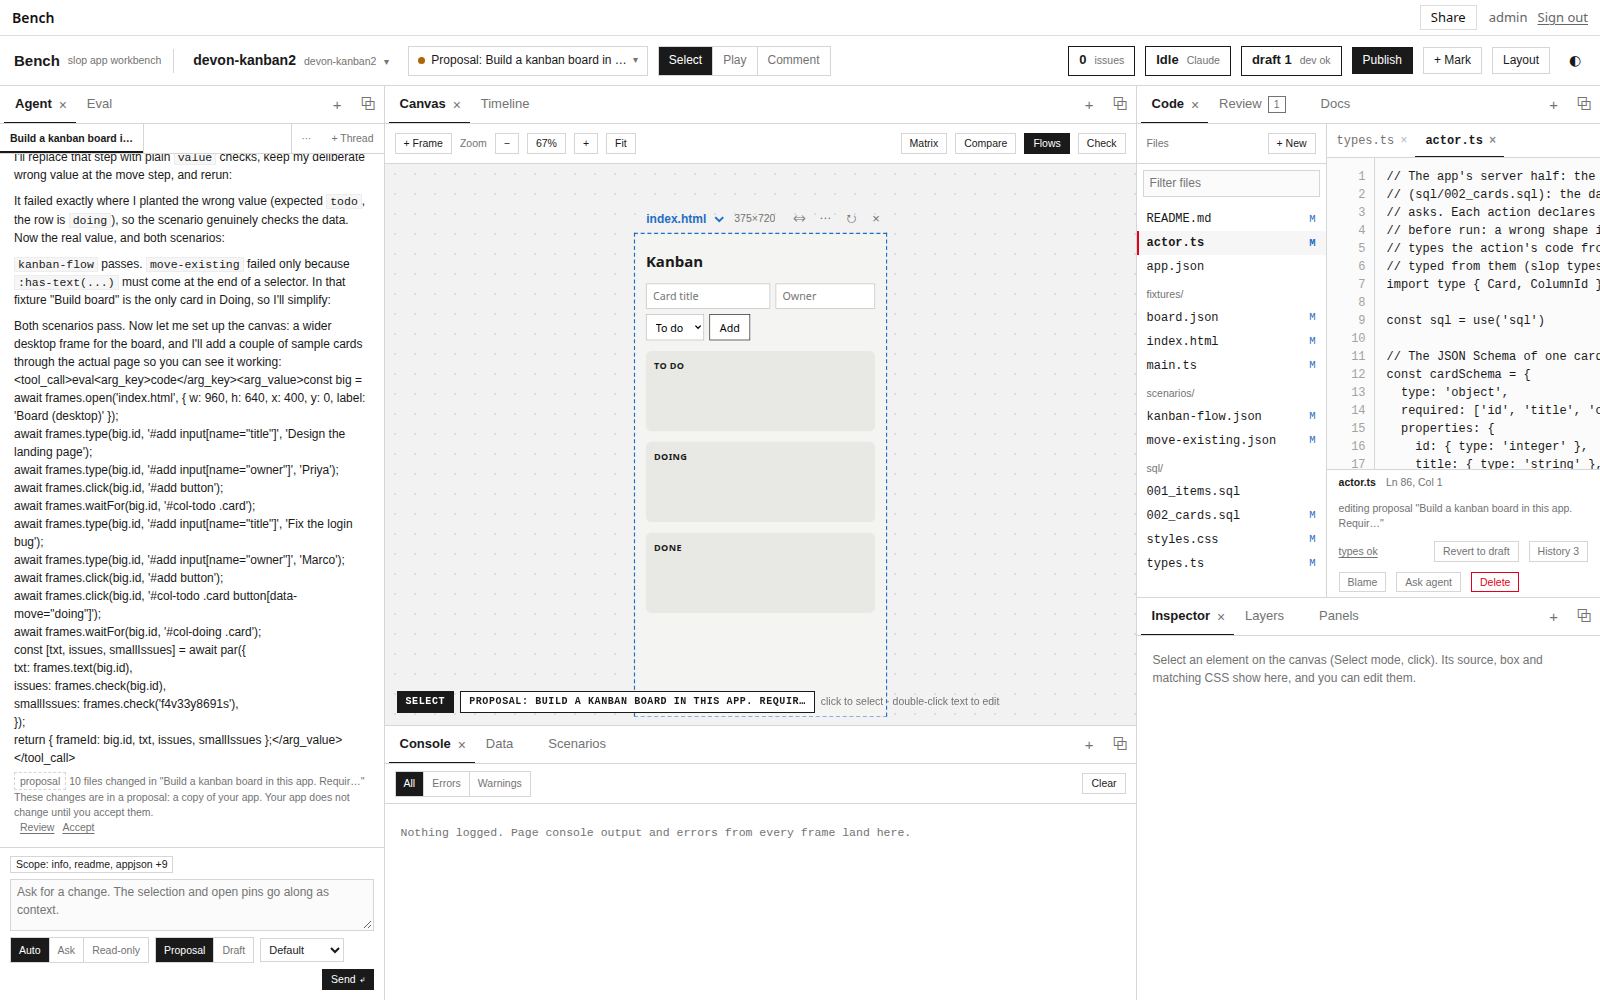 Bench
Share admin Sign out
Bench slop app workbench devon-kanban2 devon-kanban2 ▾
Proposal: Build a kanban board in … ▾
Select Play Comment
0 issues
Idle Claude
draft 1 dev ok
Publish
+ Mark
Layout
Agent × Eval +
Build a kanban board i… ··· + Thread
I'll replace that step with plain value checks, keep my deliberate
wrong value at the move step, and rerun:
It failed exactly where I planted the wrong value (expected todo,
the row is doing), so the scenario genuinely checks the data.
Now the real value, and both scenarios:
kanban-flow passes. move-existing failed only because
:has-text(...) must come at the end of a selector. In that
fixture "Build board" is the only card in Doing, so I'll simplify:
Both scenarios pass. Now let me set up the canvas: a wider
desktop frame for the board, and I'll add a couple of sample cards
through the actual page so you can see it working:
<tool_call>eval<arg_key>code</arg_key><arg_value>const big =
await frames.open('index.html', { w: 960, h: 640, x: 400, y: 0, label:
'Board (desktop)' });
await frames.type(big.id, '#add input[name="title"]', 'Design the
landing page');
await frames.type(big.id, '#add input[name="owner"]', 'Priya');
await frames.click(big.id, '#add button');
await frames.waitFor(big.id, '#col-todo .card');
await frames.type(big.id, '#add input[name="title"]', 'Fix the login
bug');
await frames.type(big.id, '#add input[name="owner"]', 'Marco');
await frames.click(big.id, '#add button');
await frames.click(big.id, '#col-todo .card button[data-
move="doing"]');
await frames.waitFor(big.id, '#col-doing .card');
const [txt, issues, smallIssues] = await par({
txt: frames.text(big.id),
issues: frames.check(big.id),
smallIssues: frames.check('f4v33y8691s'),
});
return { frameId: big.id, txt, issues, smallIssues };</arg_value>
</tool_call>
proposal 10 files changed in "Build a kanban board in this app. Requir…"
These changes are in a proposal: a copy of your app. Your app does not
change until you accept them.
Review Accept
Scope: info, readme, appjson +9
Ask for a change. The selection and open pins go along as
context.
Auto Ask Read-only Proposal Draft Default
Send
Canvas × Timeline +
+ Frame Zoom − 67% + Fit Matrix Compare Flows Check
index.html 375×720 ↔ ··· ↻ ×
Kanban
Card title Owner
To do Add
TO DO
DOING
DONE
SELECT PROPOSAL: BUILD A KANBAN BOARD IN THIS APP. REQUIR… click to select · double-click text to edit
Console × Data Scenarios +
All Errors Warnings Clear
Nothing logged. Page console output and errors from every frame land here.
Code × Review 1 Docs +
Files + New
Filter files
README.md M
actor.ts M
app.json
fixtures/
board.json M
index.html M
main.ts M
scenarios/
kanban-flow.json M
move-existing.json M
sql/
001_items.sql
002_cards.sql M
styles.css M
types.ts M
types.ts × actor.ts ×
1 // The app's server half: the
2 // (sql/002_cards.sql): the da
3 // asks. Each action declares
4 // before run: a wrong shape i
5 // types the action's code fro
6 // typed from them (slop types
7 import type { Card, ColumnId }
8
9 const sql = use('sql')
10
11 // The JSON Schema of one card
12 const cardSchema = {
13 type: 'object',
14 required: ['id', 'title', 'c
15 properties: {
16 id: { type: 'integer' },
17 title: { type: 'string' },
actor.ts Ln 86, Col 1
editing proposal "Build a kanban board in this app.
Requir…"
types ok Revert to draft History 3
Blame Ask agent Delete
Inspector × Layers Panels +
Select an element on the canvas (Select mode, click). Its source, box and
matching CSS show here, and you can edit them.